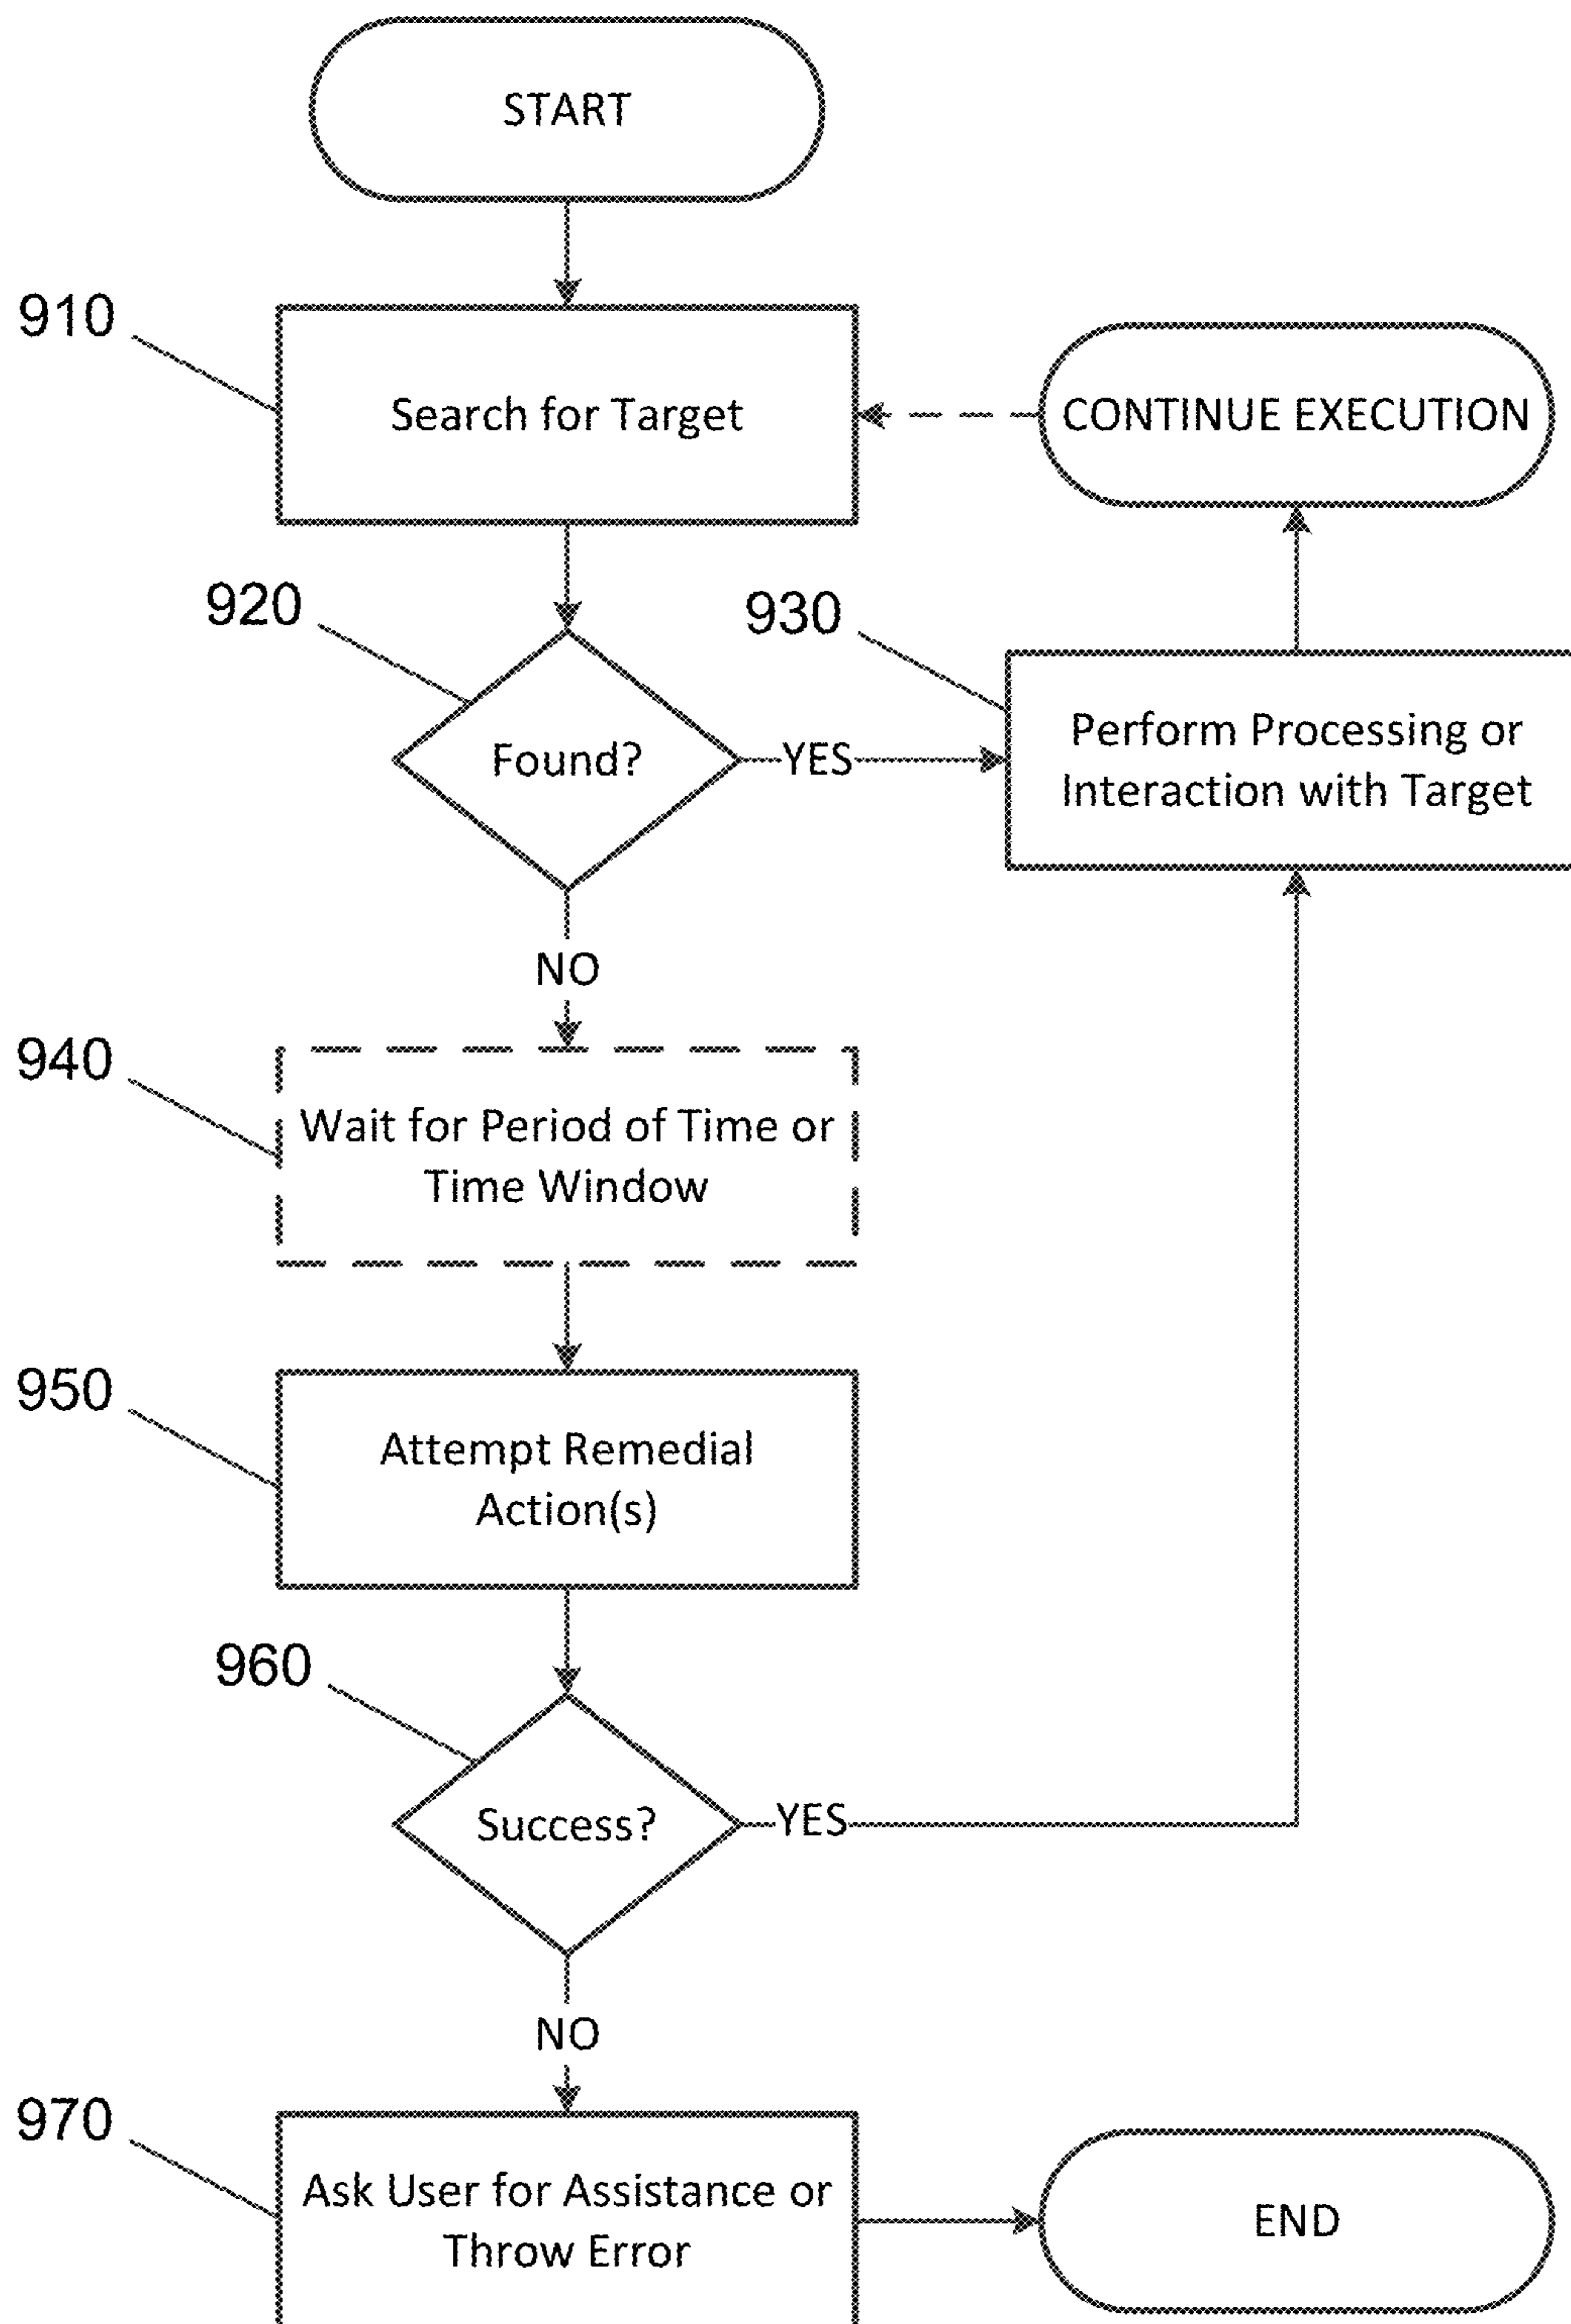 START
910
Search for Target
CONTINUE EXECUTION
920
Found?
YES
930
Perform Processing or
Interaction with Target
NO
940
Wait for Period of Time or
Time Window
950
Attempt Remedial
Action(s)
960
Success?
YES
NO
970
Ask User for Assistance or
Throw Error
END